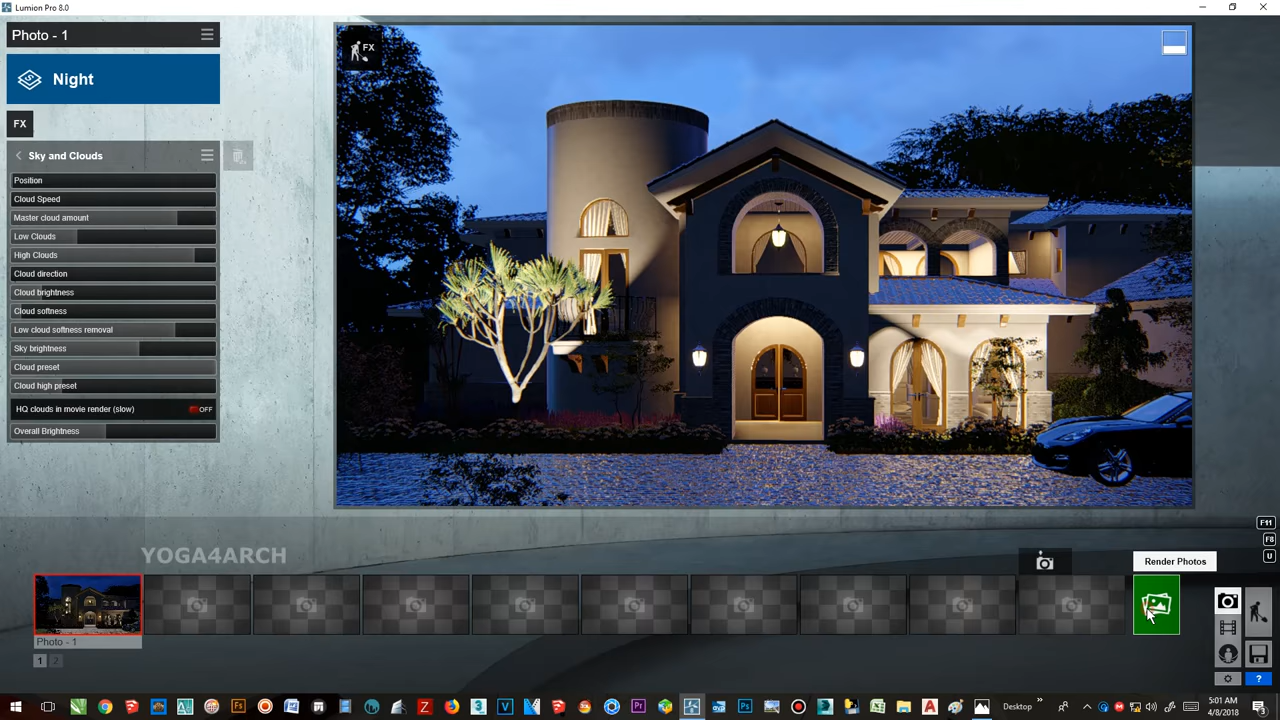 Lumion Pro 8.0
Photo - 1
Night
FX
FX
Sky and Clouds
Position
Cloud Speed
Master cloud amount
Low Clouds
High Clouds
Cloud direction
Cloud brightness
Cloud softness
Low cloud softness removal
Sky brightness
Cloud preset
Cloud high preset
HQ clouds in movie render (slow) OFF
Overall Brightness
F11
F8
U
YOGA4ARCH
Render Photos
Photo - 1
1 2
?
Desktop
5:01 AM
4/8/2018